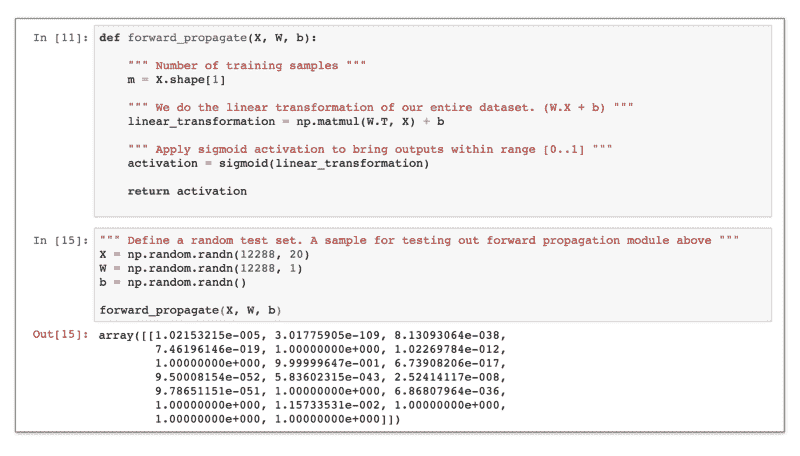 In [11]: def forward_propagate(X, W, b):
""" Number of training samples """
m = X.shape[1]
""" We do the linear transformation of our entire dataset. (W.X + b) """
linear_transformation = np.matmul(W.T, X) + b
""" Apply sigmoid activation to bring outputs within range [0..1] """
activation = sigmoid(linear_transformation)
return activation
In [15]: """ Define a random test set. A sample for testing out forward propagation module above """
X = np.random.randn(12288, 20)
W = np.random.randn(12288, 1)
b = np.random.randn()
forward_propagate(X, W, b)
Out[15]: array([[1.02153215e-005, 3.01775905e-109, 8.13093064e-038,
7.46196146e-019, 1.00000000e+000, 1.02269784e-012,
1.00000000e+000, 9.99999647e-001, 6.73908206e-017,
9.50008154e-052, 5.83602315e-043, 2.52414117e-008,
9.78651151e-051, 1.00000000e+000, 6.86807964e-036,
1.00000000e+000, 1.15733531e-002, 1.00000000e+000,
1.00000000e+000, 1.00000000e+000]])